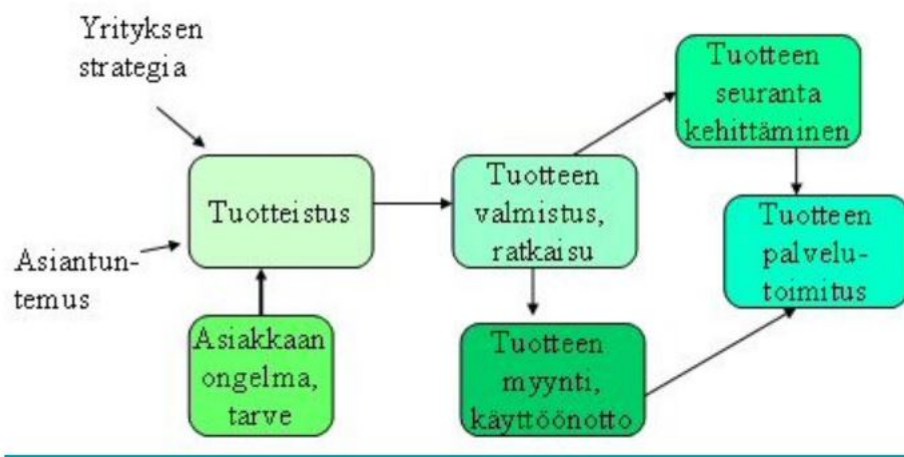 Yrityksen
strategia
Asiantun-
temus
Tuotteistus
Asiakkaan
ongelma,
tarve
Tuotteen
valmistus,
ratkaisu
Tuotteen
myynti,
käyttöönotto
Tuotteen
seuranta
kehittäminen
Tuotteen
palvelu-
toimitus